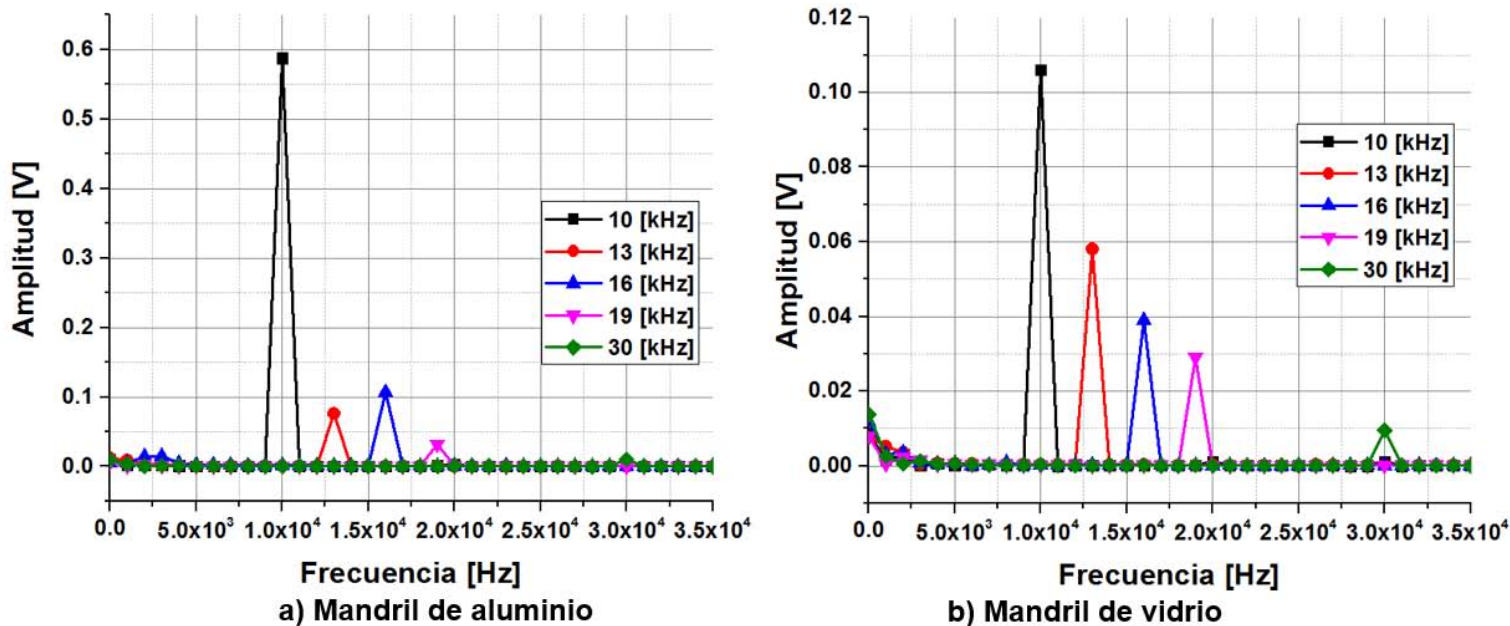 0.6
0.5
0.4
0.3
0.2
0.1
0.0
Amplitud [V]
10 [kHz]
13 [kHz]
16 [kHz]
19 [kHz]
30 [kHz]
0.0 5.0x10³ 1.0x10⁴ 1.5x10⁴ 2.0x10⁴ 2.5x10⁴ 3.0x10⁴ 3.5x10⁴
Frecuencia [Hz]
a) Mandril de aluminio
0.12
0.10
0.08
0.06
0.04
0.02
0.00
Amplitud [V]
10 [kHz]
13 [kHz]
16 [kHz]
19 [kHz]
30 [kHz]
0.0 5.0x10³ 1.0x10⁴ 1.5x10⁴ 2.0x10⁴ 2.5x10⁴ 3.0x10⁴ 3.5x10⁴
Frecuencia [Hz]
b) Mandril de vidrio